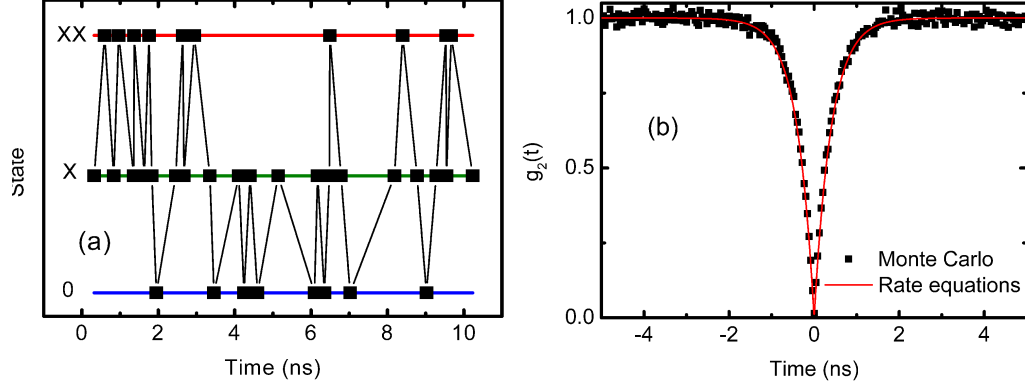 XX
X
0
State
(a)
0 2 4 6 8 10
Time (ns)
1.0
0.5
0.0
g2(t)
(b)
Monte Carlo
Rate equations
-4 -2 0 2 4
Time (ns)